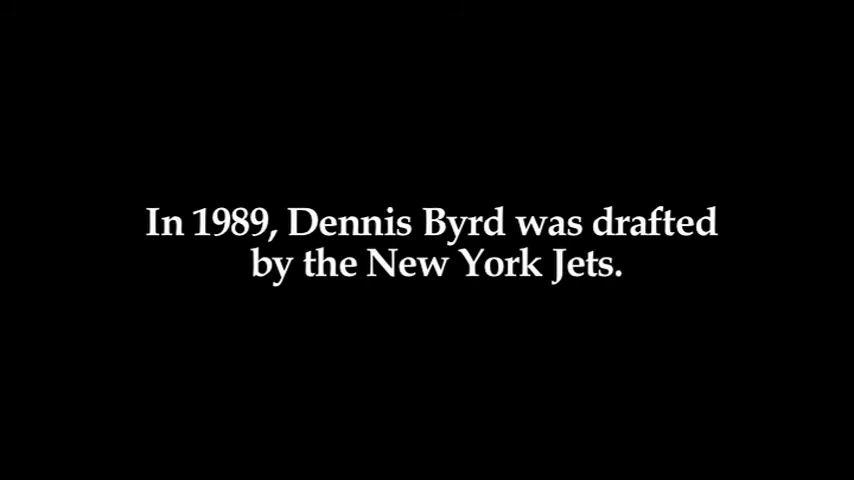 In 1989, Dennis Byrd was drafted
by the New York Jets.